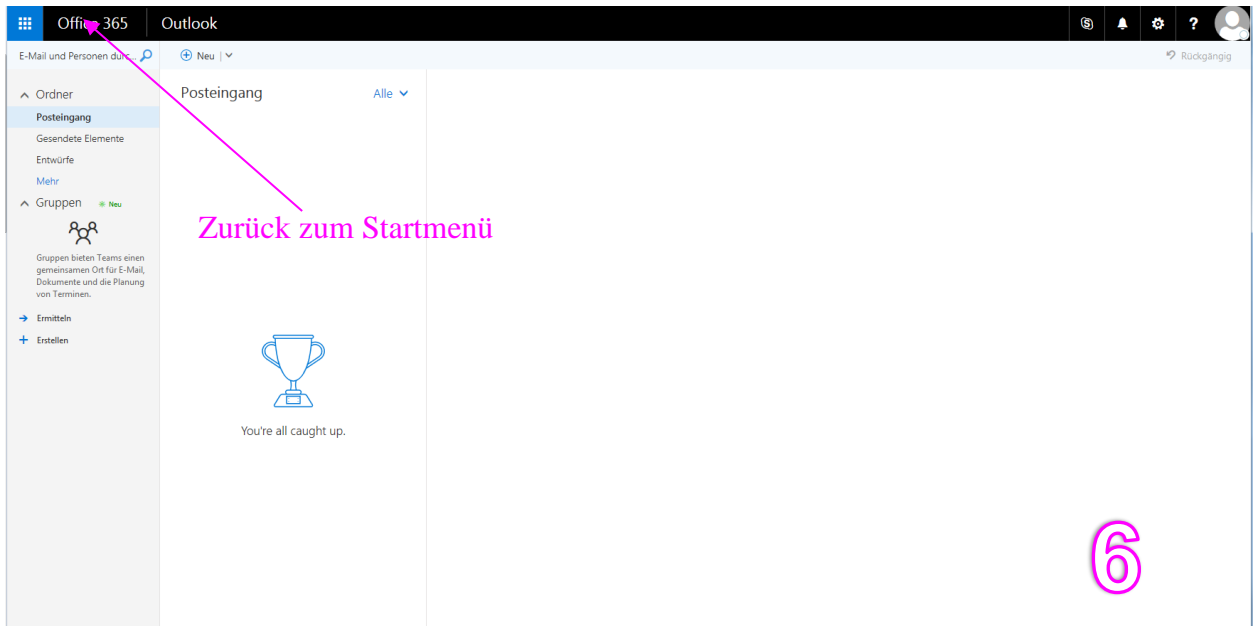 Office 365 Outlook ?
E-Mail und Personen durc... Neu Rückgängig
Ordner
Posteingang
Gesendete Elemente
Entwürfe
Mehr
Gruppen Neu
Gruppen bieten Teams einen
gemeinsamen Ort für E-Mail,
Dokumente und die Planung
von Terminen.
Ermitteln
Erstellen
Posteingang Alle
Zurück zum Startmenü
You're all caught up.
6